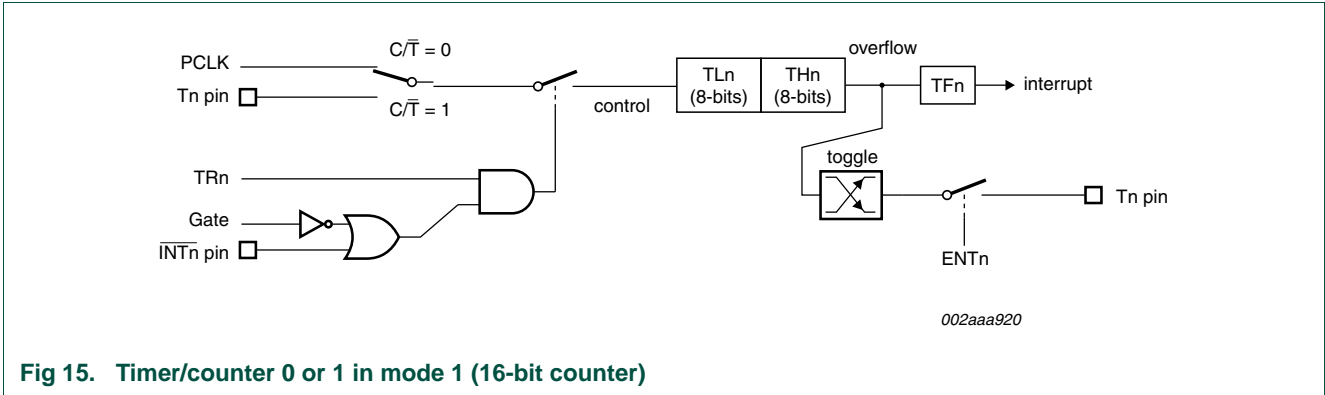 overflow
C/T̅ = 0
PCLK
Tn pin
C/T̅ = 1
control
TLn
(8-bits)
THn
(8-bits)
TFn
interrupt
toggle
TRn
Gate
I̅N̅T̅n̅ pin
Tn pin
ENTn
002aaa920
Fig 15. Timer/counter 0 or 1 in mode 1 (16-bit counter)